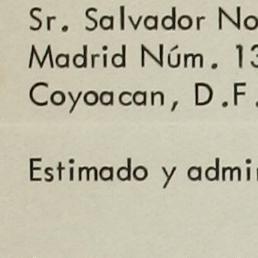 Sr. Salvador No
Madrid Núm. 13
Coyoacan, D.F.
Estimado y admi